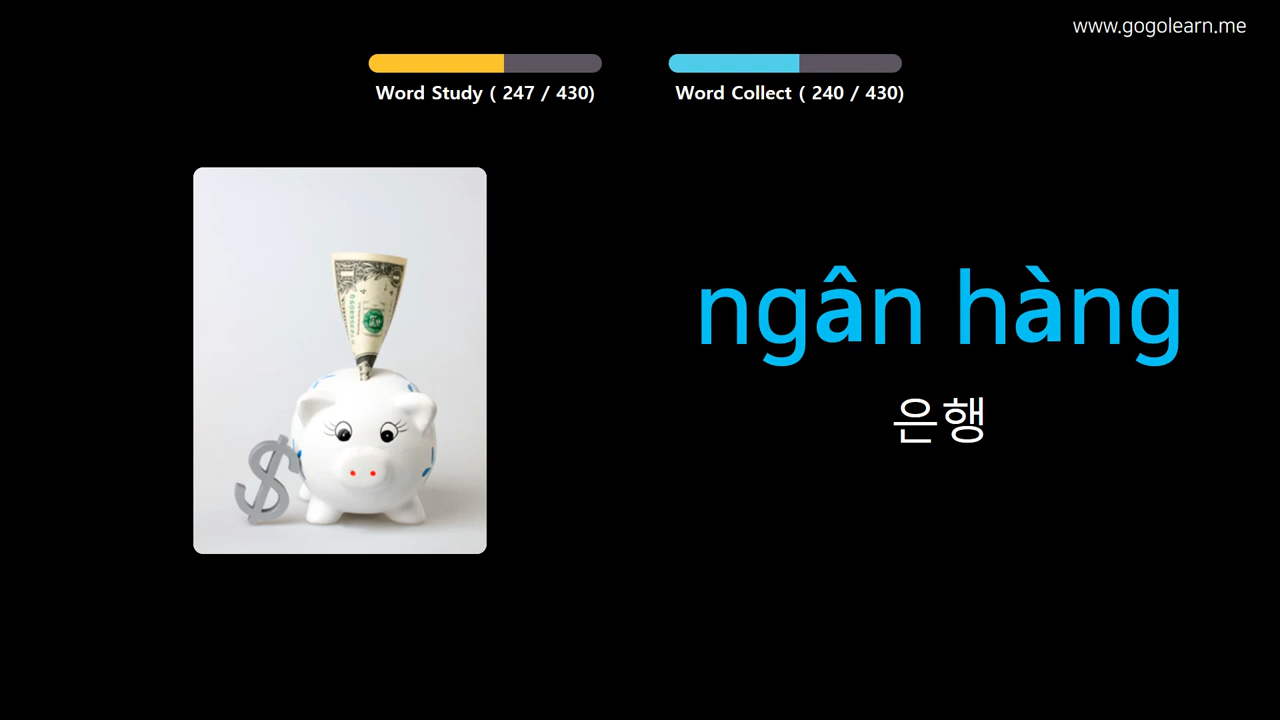 www.gogolearn.me
Word Study ( 247 / 430)
Word Collect ( 240 / 430)
ngân hàng
은행